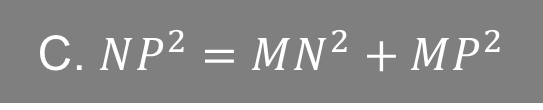 C. NP² = MN² + MP²